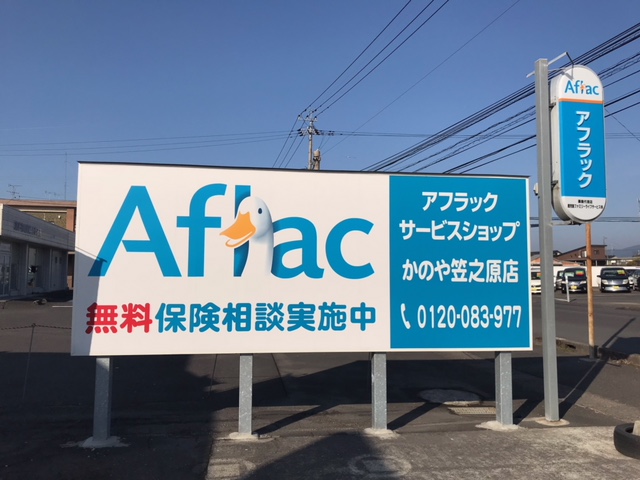 Aflac
無料保険相談実施中
アフラック
サービスショップ
かのや笠之原店
0120-083-977
Aflac
アフラック